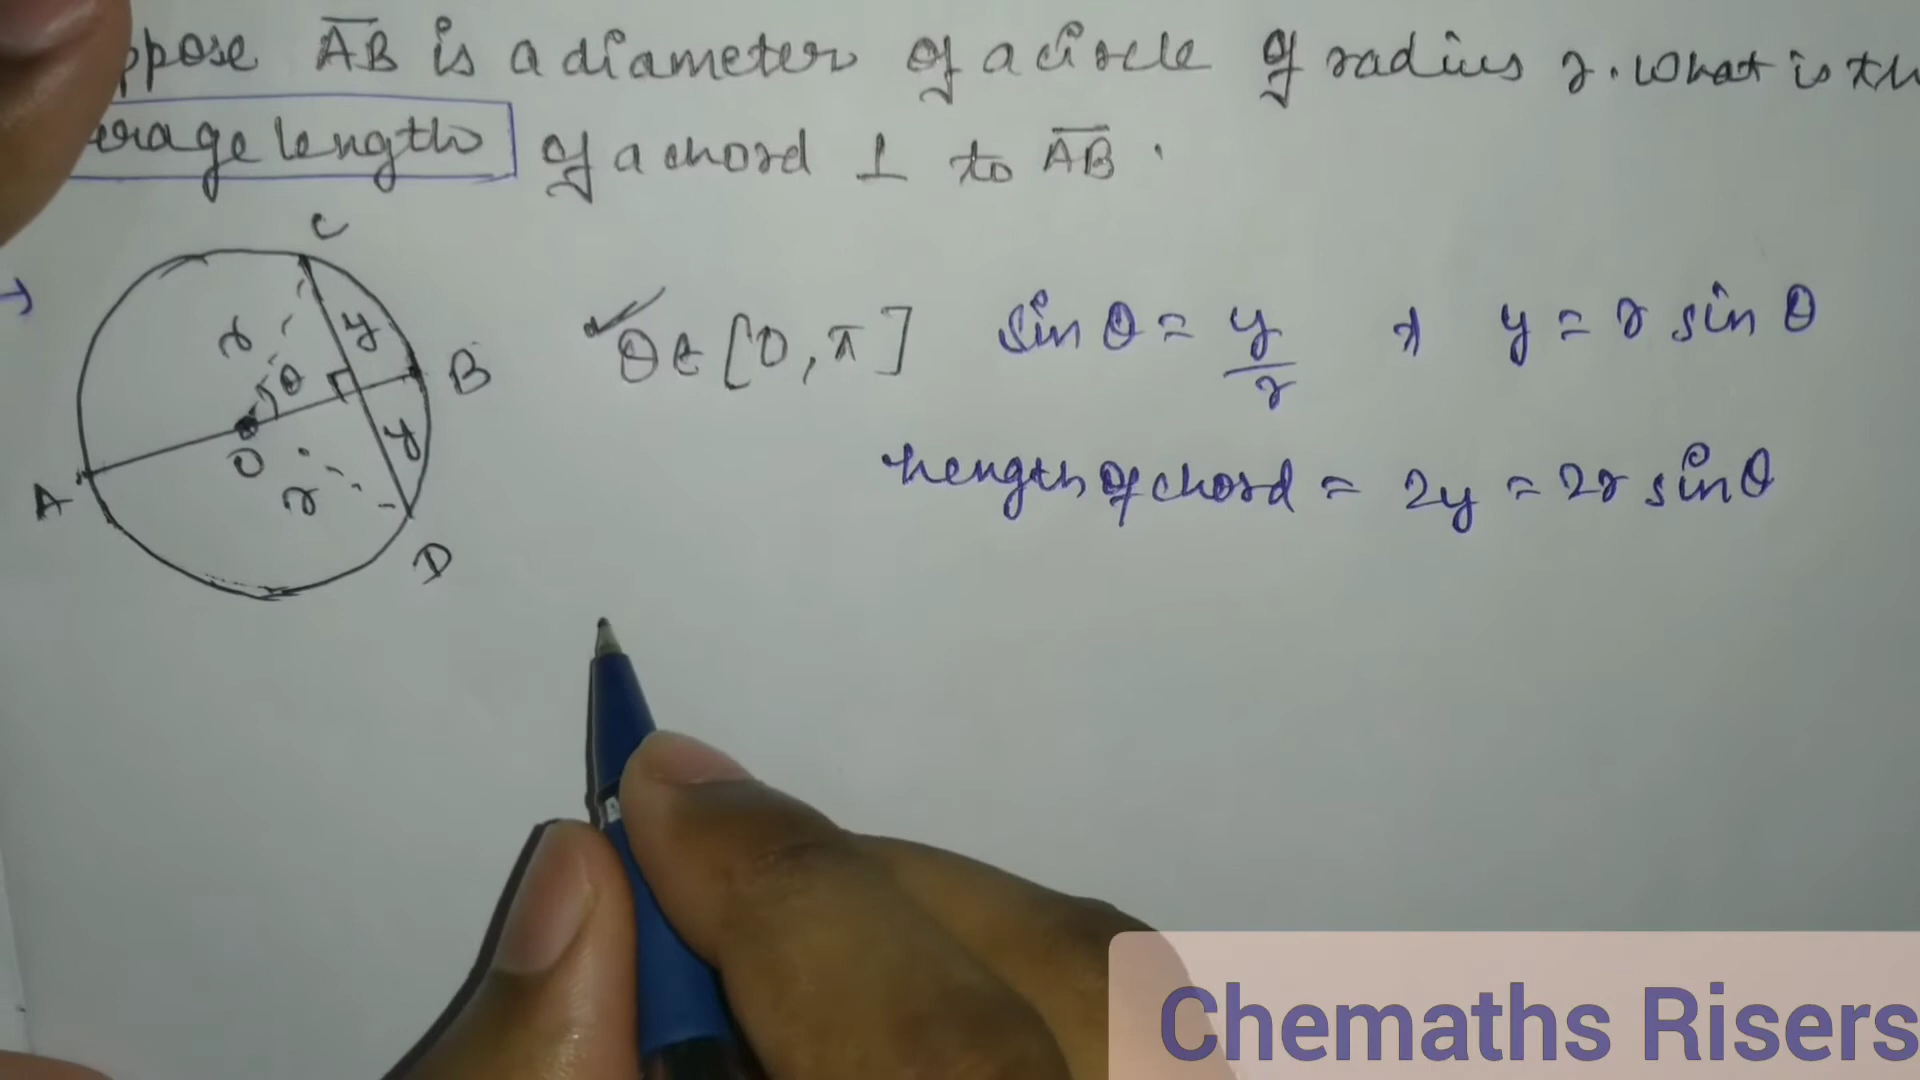 ppose AB is a diameter of a circle of radius r. What is th
erage length of a chord ⊥ to AB.
C
r
y
θ
B
θ ∈ [0, π]
sin θ = y/r
⇒ y = r sin θ
O
y
A
r
D
Length of chord = 2y = 2r sin θ
Chemaths Risers